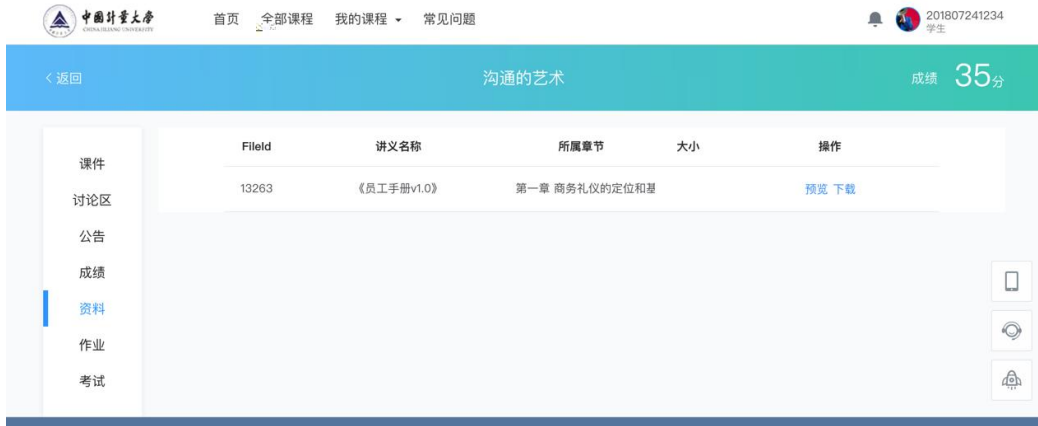 中国计量大学
CHINA JILIANG UNIVERSITY
首页 全部课程 我的课程 常见问题
201807241234
学生
< 返回
沟通的艺术
成绩 35分
FileId 讲义名称 所属章节 大小 操作
13263 《员工手册v1.0》 第一章 商务礼仪的定位和基 预览 下载
课件
讨论区
公告
成绩
资料
作业
考试